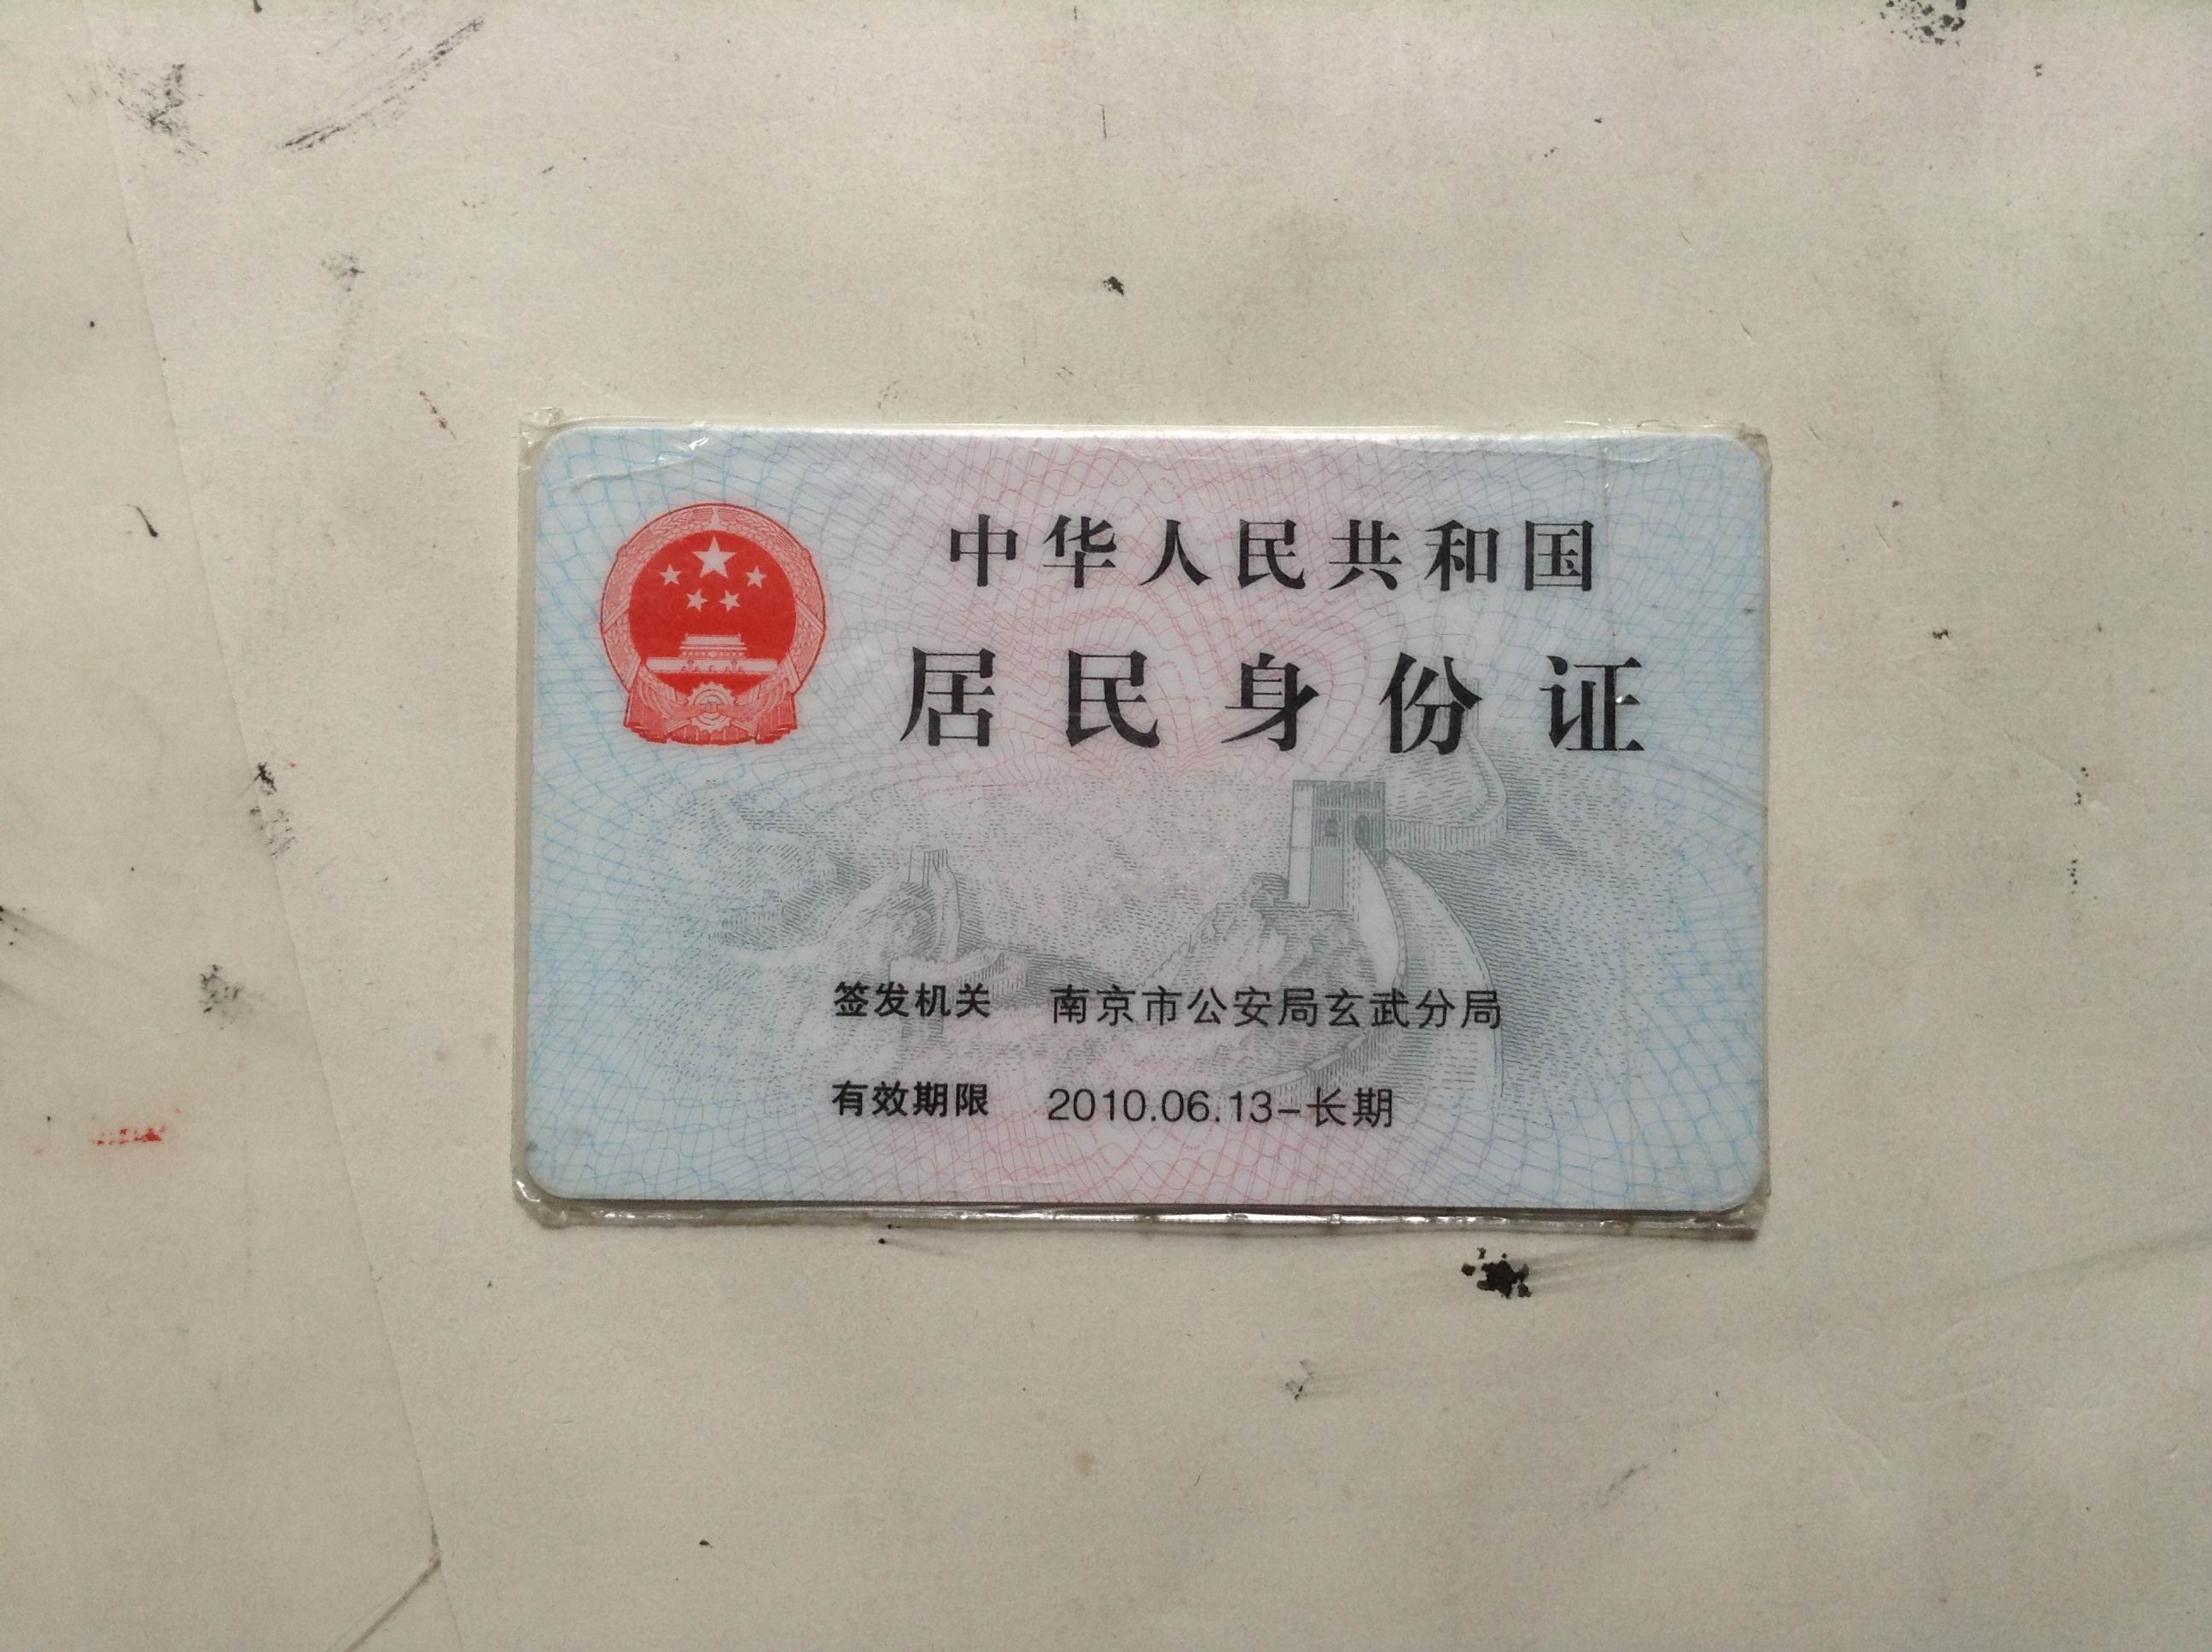 中华人民共和国
居民身份证
签发机关 南京市公安局玄武分局
有效期限 2010.06.13-长期